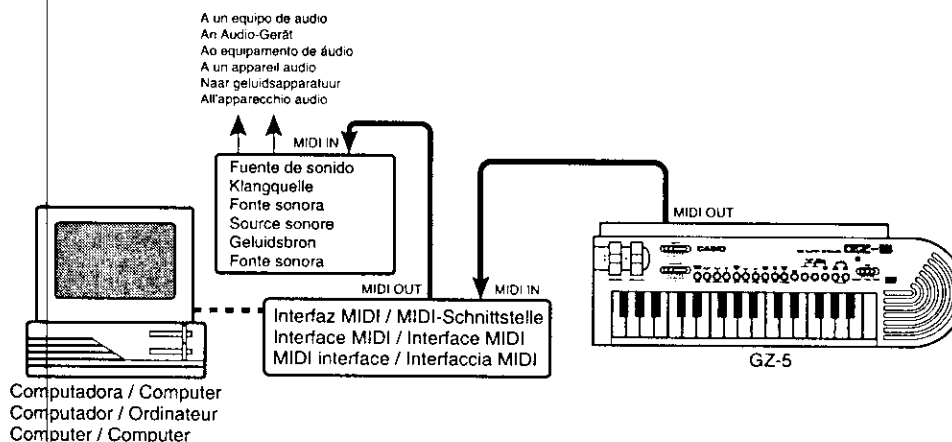 A un equipo de audio
An Audio-Gerät
Ao equipamento de áudio
A un appareil audio
Naar geluidsapparatuur
All'apparecchio audio
MIDI IN
Fuente de sonido
Klangquelle
Fonte sonora
Source sonore
Geluidsbron
Fonte sonora
MIDI OUT
MIDI IN
Interfaz MIDI / MIDI-Schnittstelle
Interface MIDI / Interface MIDI
MIDI interface / Interfaccia MIDI
MIDI OUT
CASIO
GZ-5
GZ-5
Computadora / Computer
Computador / Ordinateur
Computer / Computer